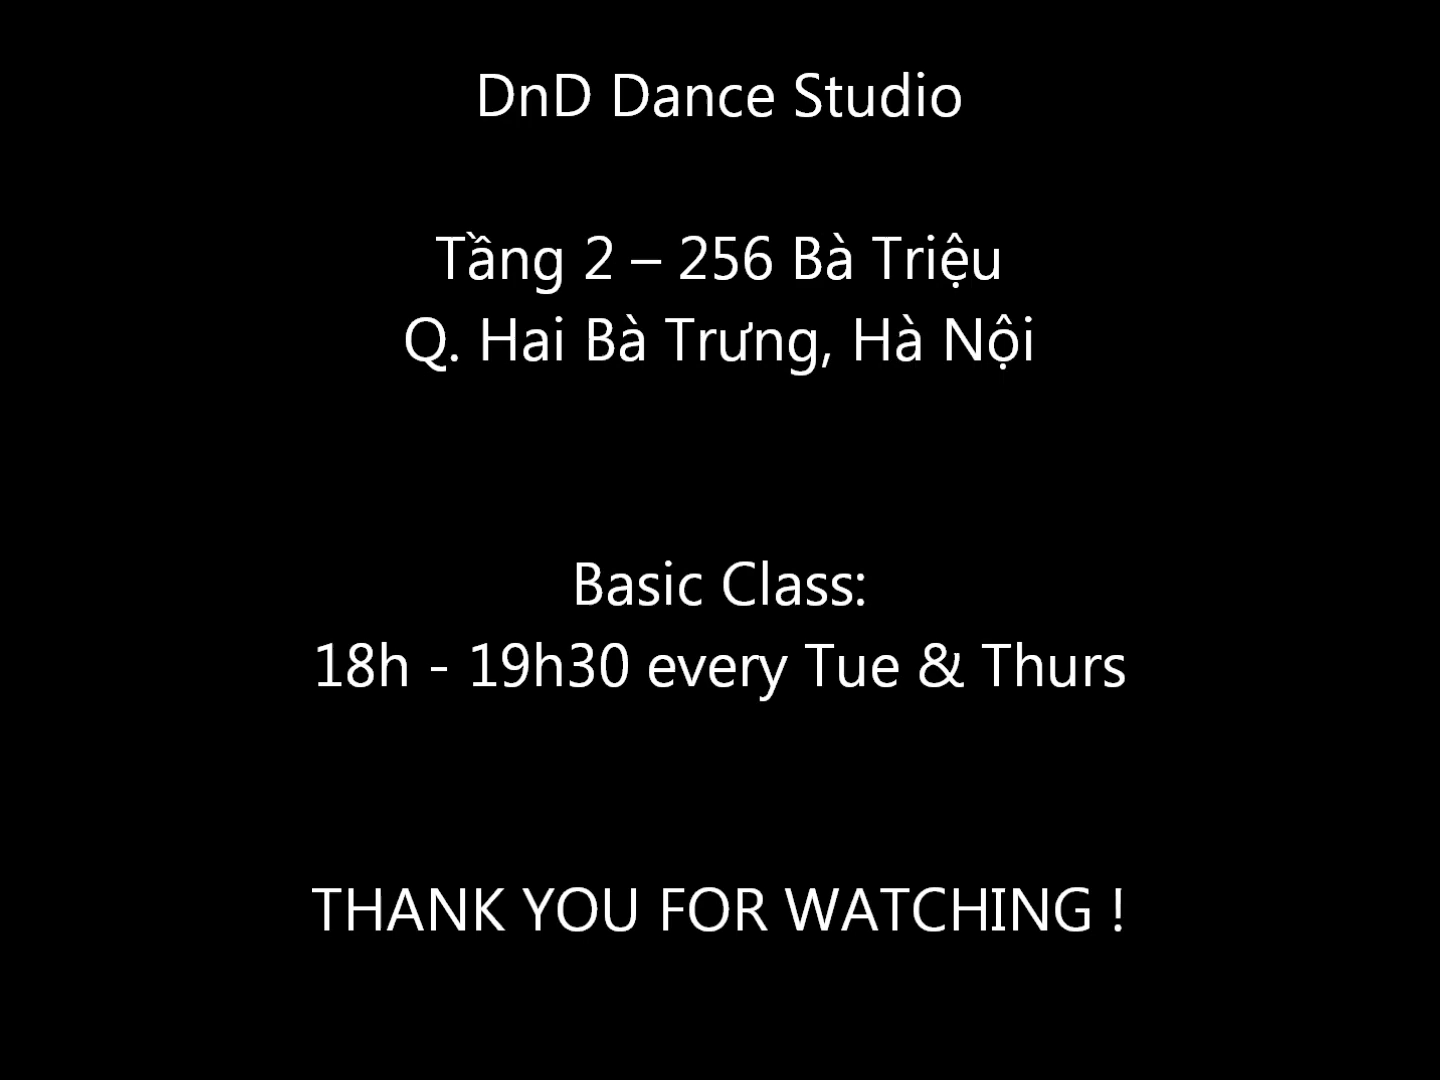 DnD Dance Studio
Tầng 2 – 256 Bà Triệu
Q. Hai Bà Trưng, Hà Nội
Basic Class:
18h - 19h30 every Tue & Thurs
THANK YOU FOR WATCHING !